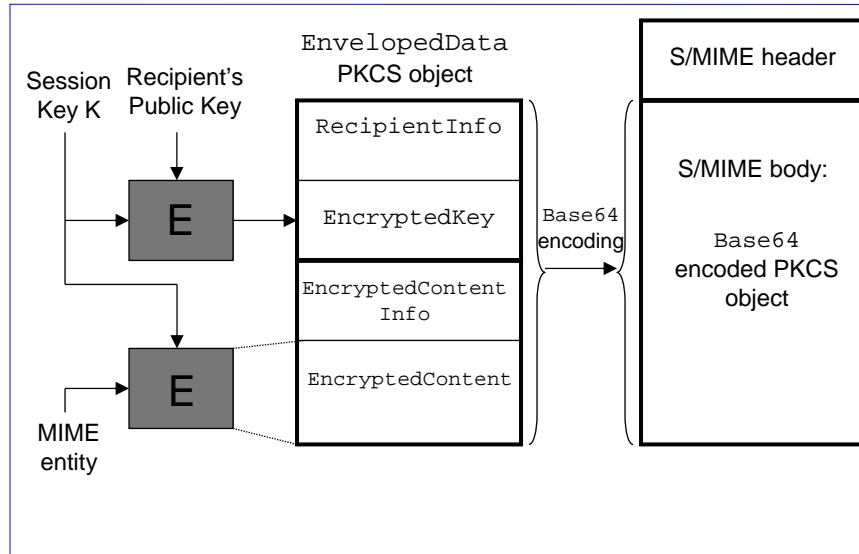 EnvelopedData
PKCS object
S/MIME header
Session
Key K
Recipient's
Public Key
RecipientInfo
S/MIME body:
E
EncryptedKey
Base64
encoding
Base64
encoded PKCS
object
EncryptedContent
Info
E
EncryptedContent
MIME
entity